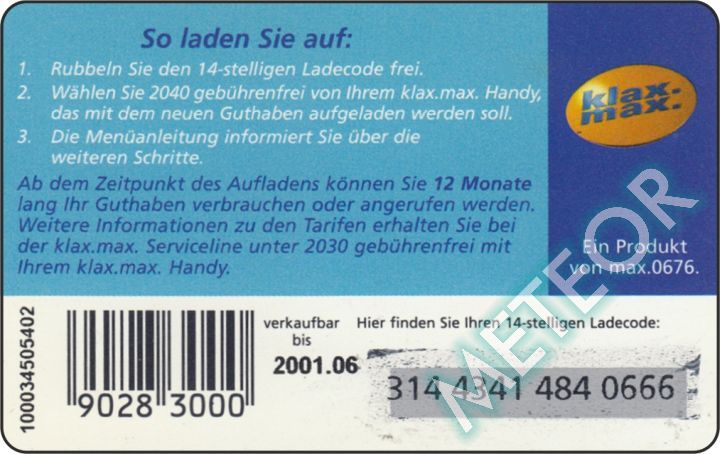 So laden Sie auf:
1. Rubbeln Sie den 14-stelligen Ladecode frei.
2. Wählen Sie 2040 gebührenfrei von Ihrem klax.max. Handy,
das mit dem neuen Guthaben aufgeladen werden soll.
3. Die Menüanleitung informiert Sie über die
weiteren Schritte.
Ab dem Zeitpunkt des Aufladens können Sie 12 Monate
lang Ihr Guthaben verbrauchen oder angerufen werden.
Weitere Informationen zu den Tarifen erhalten Sie bei
der klax.max. Serviceline unter 2030 gebührenfrei mit
Ihrem klax.max. Handy.
klax.
max.
Ein Produkt
von max.0676.
100034505402
9028 3000
verkaufbar
bis
2001.06
Hier finden Sie Ihren 14-stelligen Ladecode:
314 4341 484 0666
METEOR